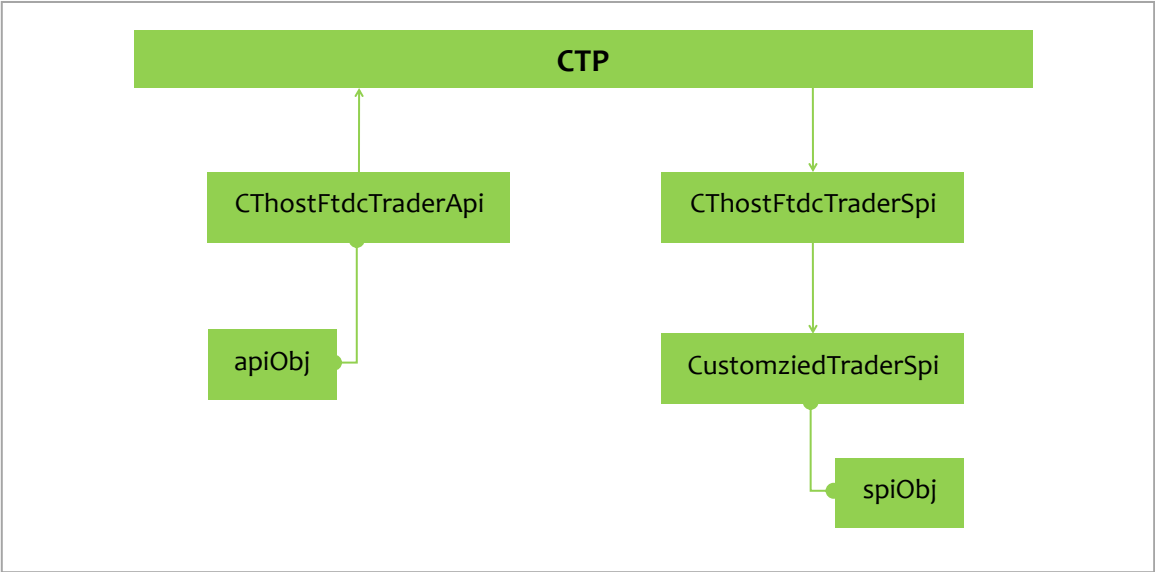 CTP
CThostFtdcTraderApi
CThostFtdcTraderSpi
apiObj
CustomziedTraderSpi
spiObj